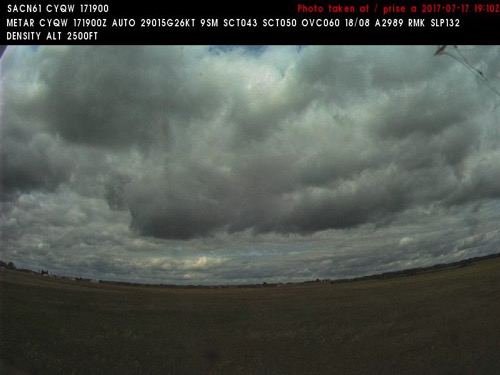 SACN61 CYQW 171900
Photo taken at / prise a 2017-07-17 19:10Z
METAR CYQW 171900Z AUTO 29015G26KT 9SM SCT043 SCT050 OVC060 18/08 A2989 RMK SLP132
DENSITY ALT 2500FT